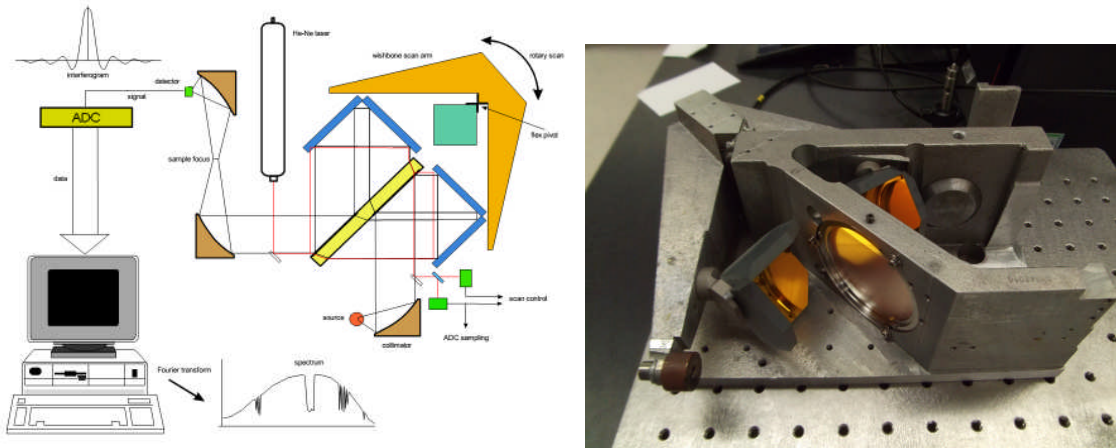 He-Ne laser
wishbone scan arm
rotary scan
interferogram
detector
signal
ADC
flex pivot
sample focus
data
scan control
source
ADC sampling
collimator
Fourier transform
spectrum